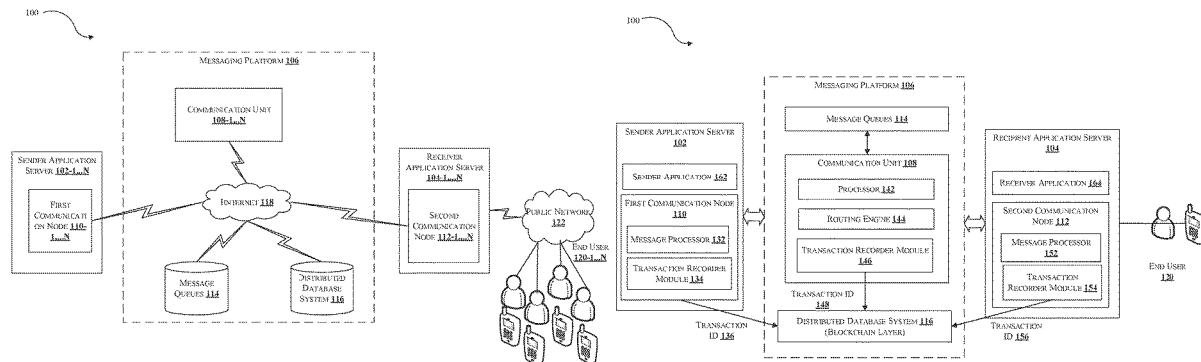 100
MESSAGING PLATFORM 106
COMMUNICATION UNIT
108-1...N
SENDER APPLICATION
SERVER 102-1...N
FIRST
COMMUNICATI
ON NODE 110-
1....N
INTERNET 118
MESSAGE
QUEUES 114
DISTRIBUTED
DATABASE
SYSTEM 116
RECEIVER
APPLICATION SERVER
104-1....N
SECOND
COMMUNICATION
NODE 112-1....N
PUBLIC NETWORK
122
END USER
120-1...N
100
SENDER APPLICATION SERVER
102
SENDER APPLICATION 162
FIRST COMMUNICATION NODE
110
MESSAGE PROCESSOR 132
TRANSACTION RECORDER
MODULE 134
TRANSACTION
ID 136
MESSAGING PLATFORM 106
MESSAGE QUEUES 114
COMMUNICATION UNIT 108
PROCESSOR 142
ROUTING ENGINE 144
TRANSACTION RECORDER MODULE
146
TRANSACTION ID
148
DISTRIBUTED DATABASE SYSTEM 116
(BLOCKCHAIN LAYER)
RECIPIENT APPLICATION SERVER
104
RECEIVER APPLICATION 164
SECOND COMMUNICATION NODE
112
MESSAGE PROCESSOR
152
TRANSACTION
RECORDER MODULE 154
TRANSACTION
ID 156
END USER
120